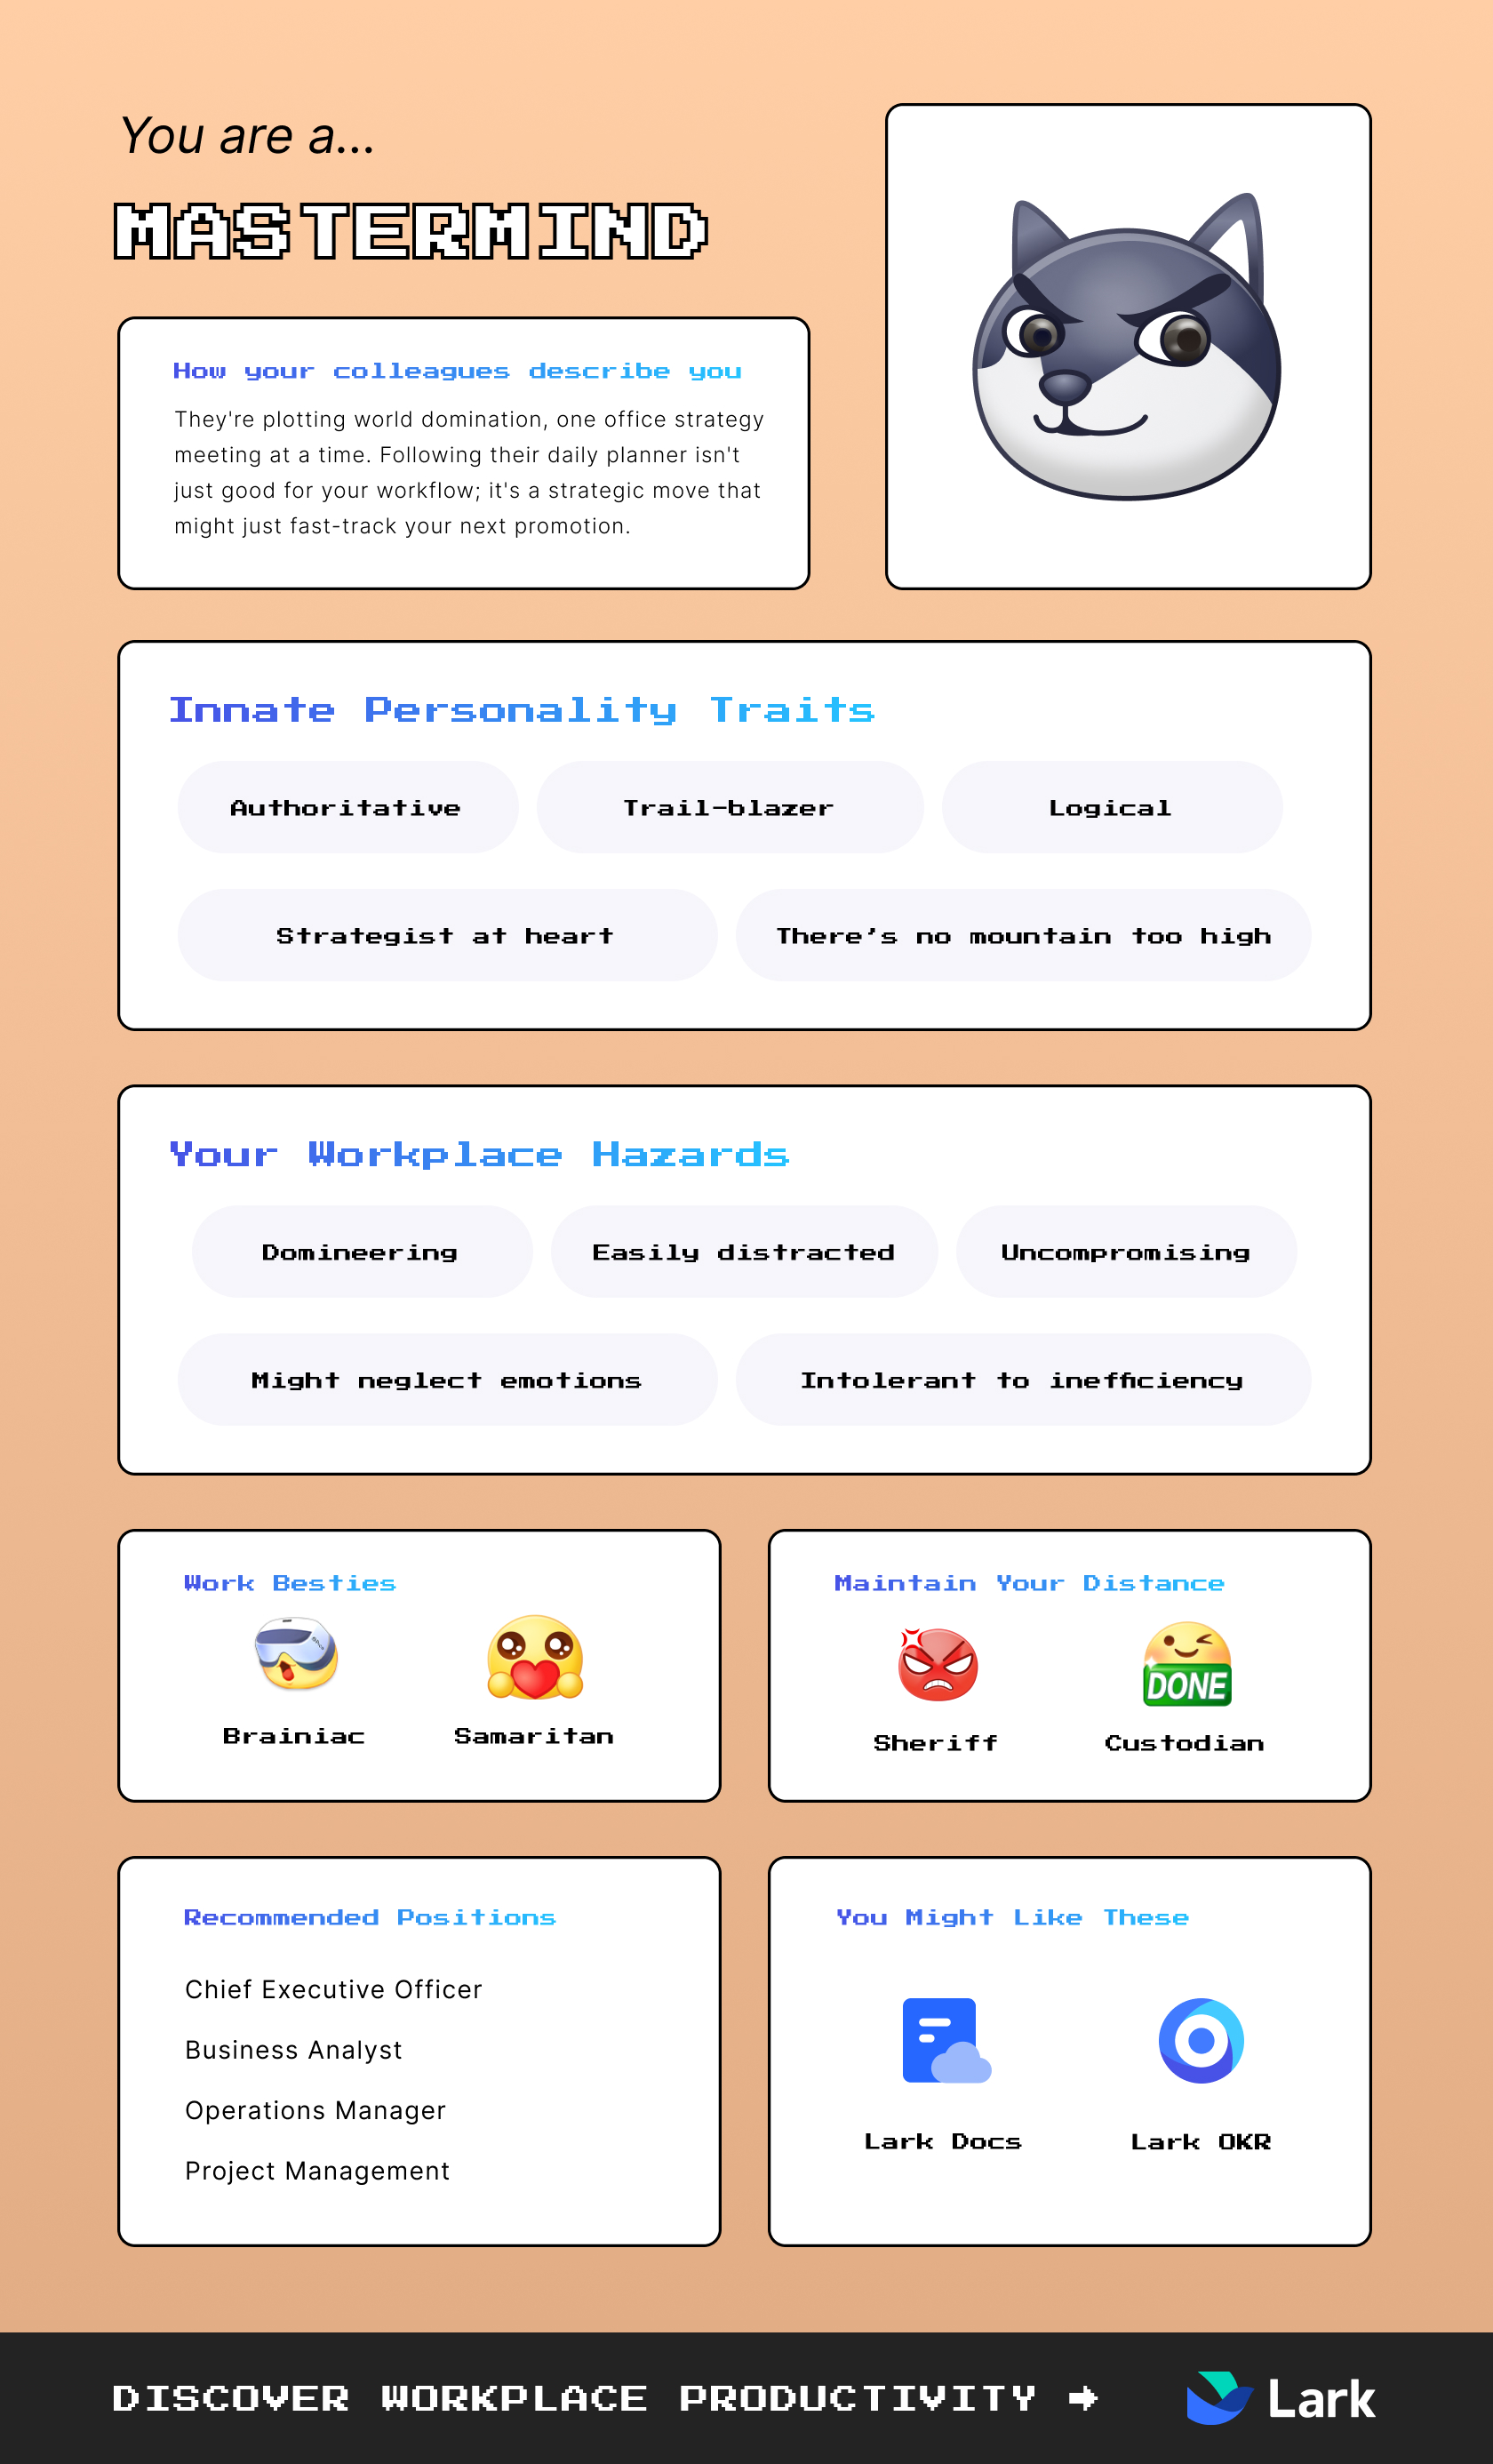 You are a...
MASTERMIND
How your colleagues describe you
They're plotting world domination, one office strategy
meeting at a time. Following their daily planner isn't
just good for your workflow; it's a strategic move that
might just fast-track your next promotion.
Innate Personality Traits
Authoritative
Trail-blazer
Logical
Strategist at heart
There's no mountain too high
Your Workplace Hazards
Domineering
Easily distracted
Uncompromising
Might neglect emotions
Intolerant to inefficiency
Work Besties
Brainiac
Samaritan
Maintain Your Distance
DONE
Sheriff
Custodian
Recommended Positions
Chief Executive Officer
Business Analyst
Operations Manager
Project Management
You Might Like These
Lark Docs
Lark OKR
DISCOVER WORKPLACE PRODUCTIVITY →
Lark